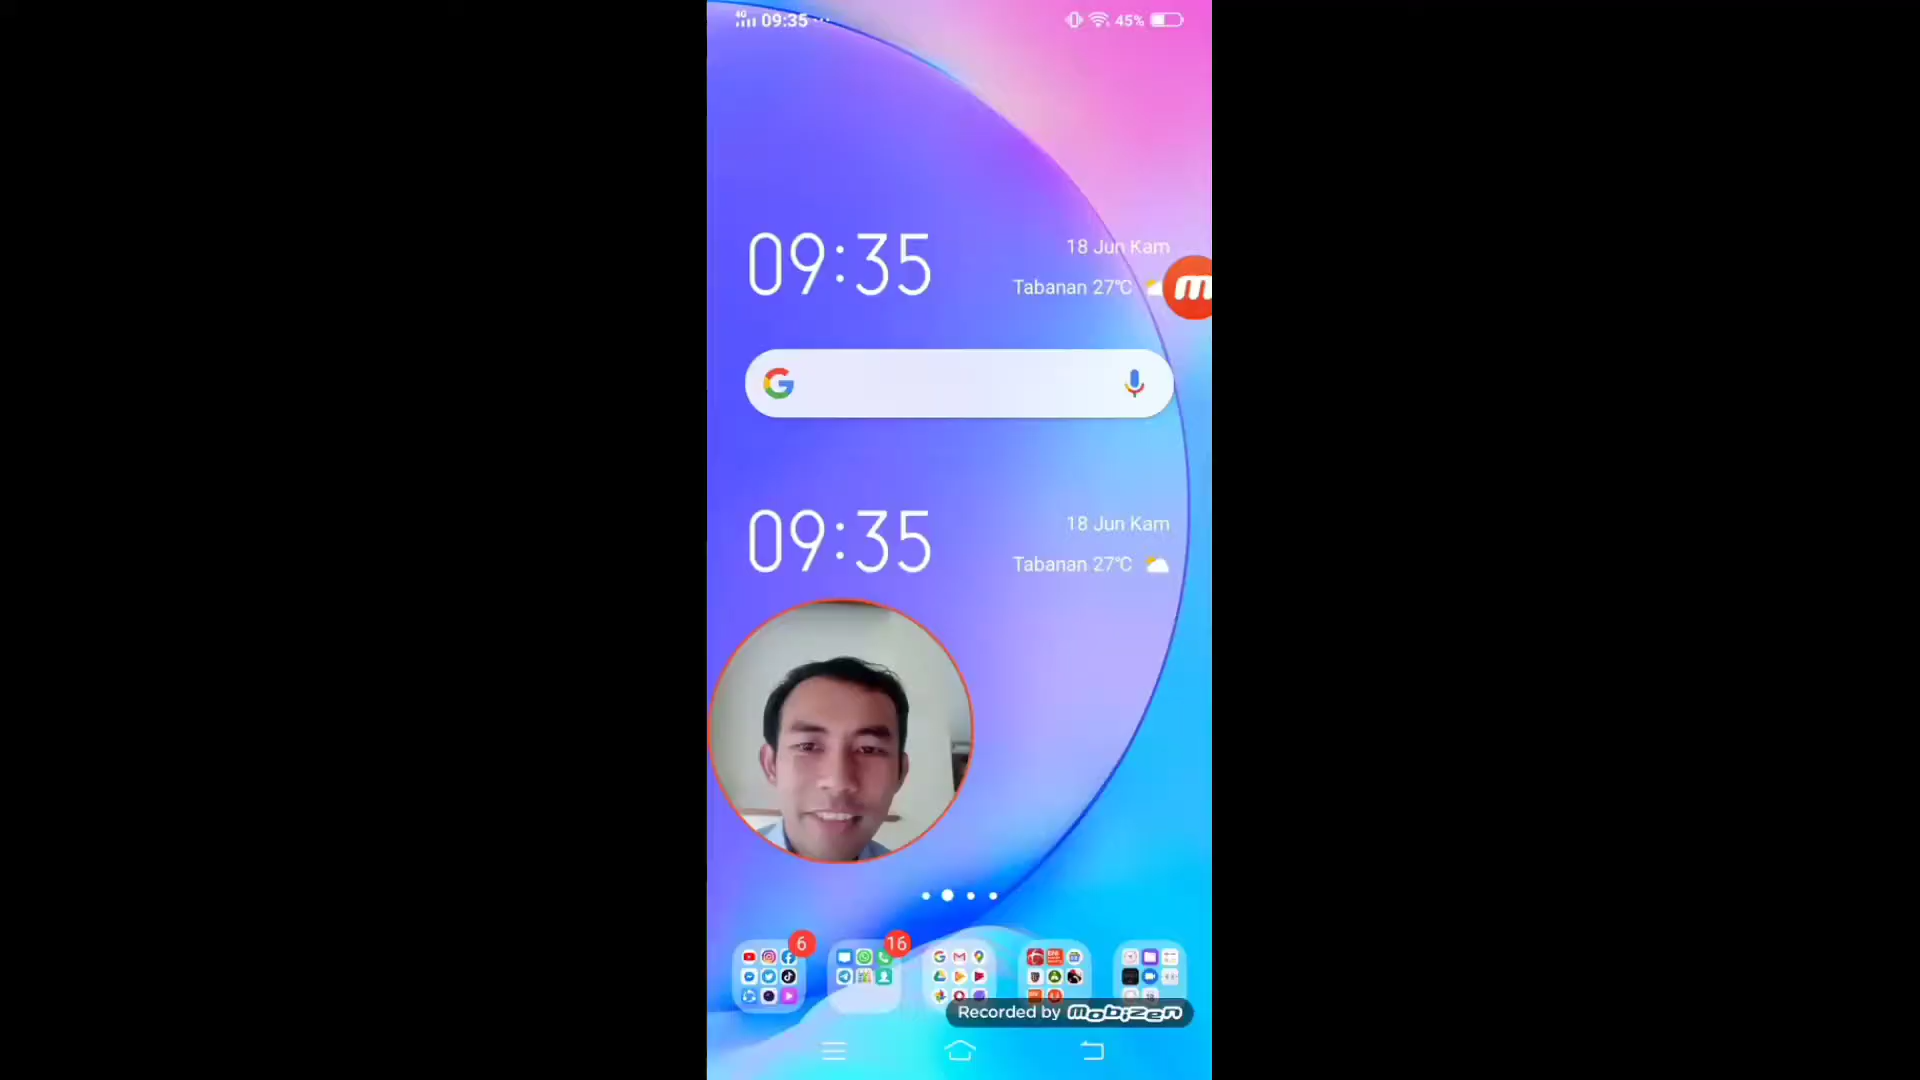 4G 09:35 ...
45%
09:35
18 Jun Kam
Tabanan 27°C
m
G
09:35
18 Jun Kam
Tabanan 27°C
6
16
Recorded by mobizen